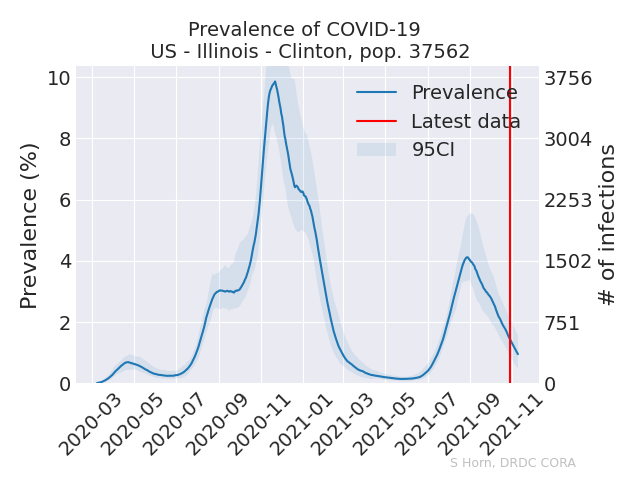 Prevalence of COVID-19
US - Illinois - Clinton, pop. 37562
Prevalence (%)
10
8
6
4
2
0
3756
3004
2253
1502
751
0
# of infections
Prevalence
Latest data
95CI
2020-03
2020-05
2020-07
2020-09
2020-11
2021-01
2021-03
2021-05
2021-07
2021-09
2021-11
S Horn, DRDC CORA